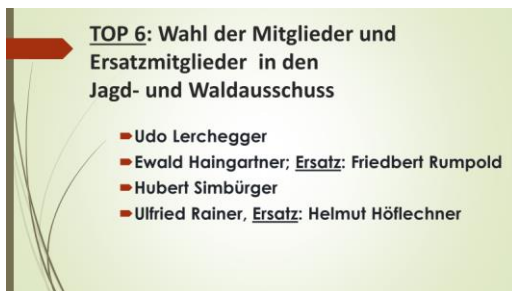 TOP 6: Wahl der Mitglieder und
Ersatzmitglieder in den
Jagd- und Waldausschuss
Udo Lerchegger
Ewald Haingartner; Ersatz: Friedbert Rumpold
Hubert Simbürger
Ulfried Rainer, Ersatz: Helmut Höflechner